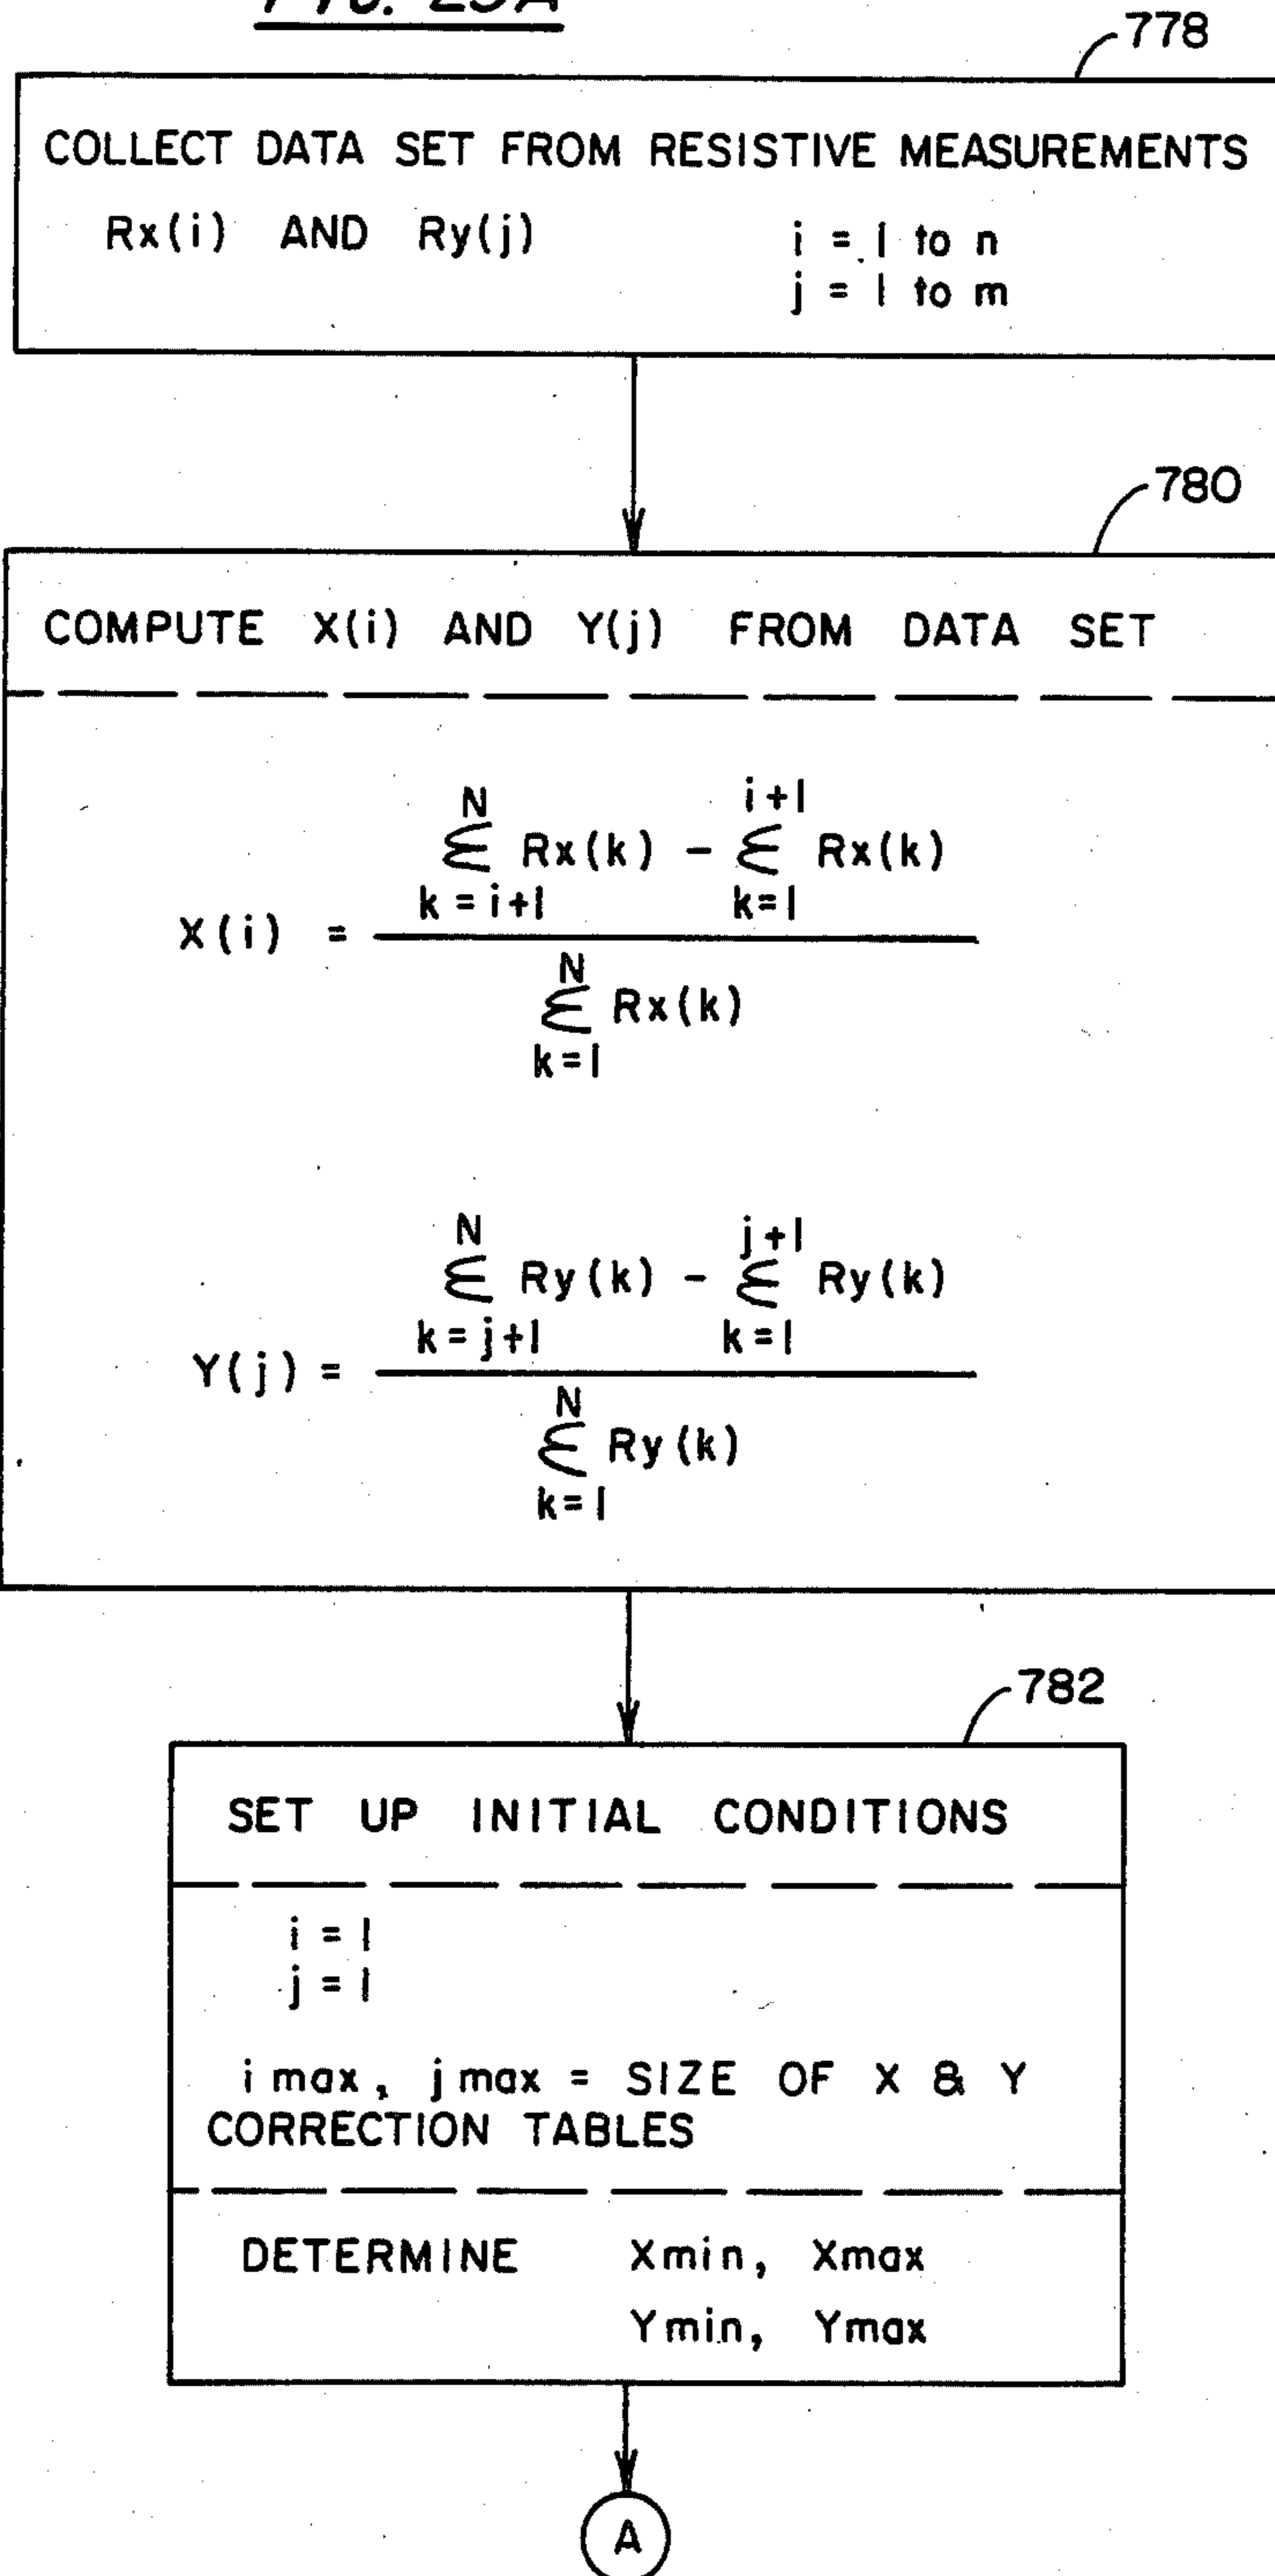 FIG. 25A
778
COLLECT DATA SET FROM RESISTIVE MEASUREMENTS
Rx(i) AND Ry(j) i = 1 to n
j = 1 to m
780
COMPUTE X(i) AND Y(j) FROM DATA SET
N i+1
Σ Rx(k) - Σ Rx(k)
k=i+1 k=1
X(i) =
N
Σ Rx(k)
k=1
N j+1
Σ Ry(k) - Σ Ry(k)
k=j+1 k=1
Y(j) =
N
Σ Ry(k)
k=1
782
SET UP INITIAL CONDITIONS
i = 1
j = 1
i max, j max = SIZE OF X & Y
CORRECTION TABLES
DETERMINE Xmin, Xmax
Ymin, Ymax
A